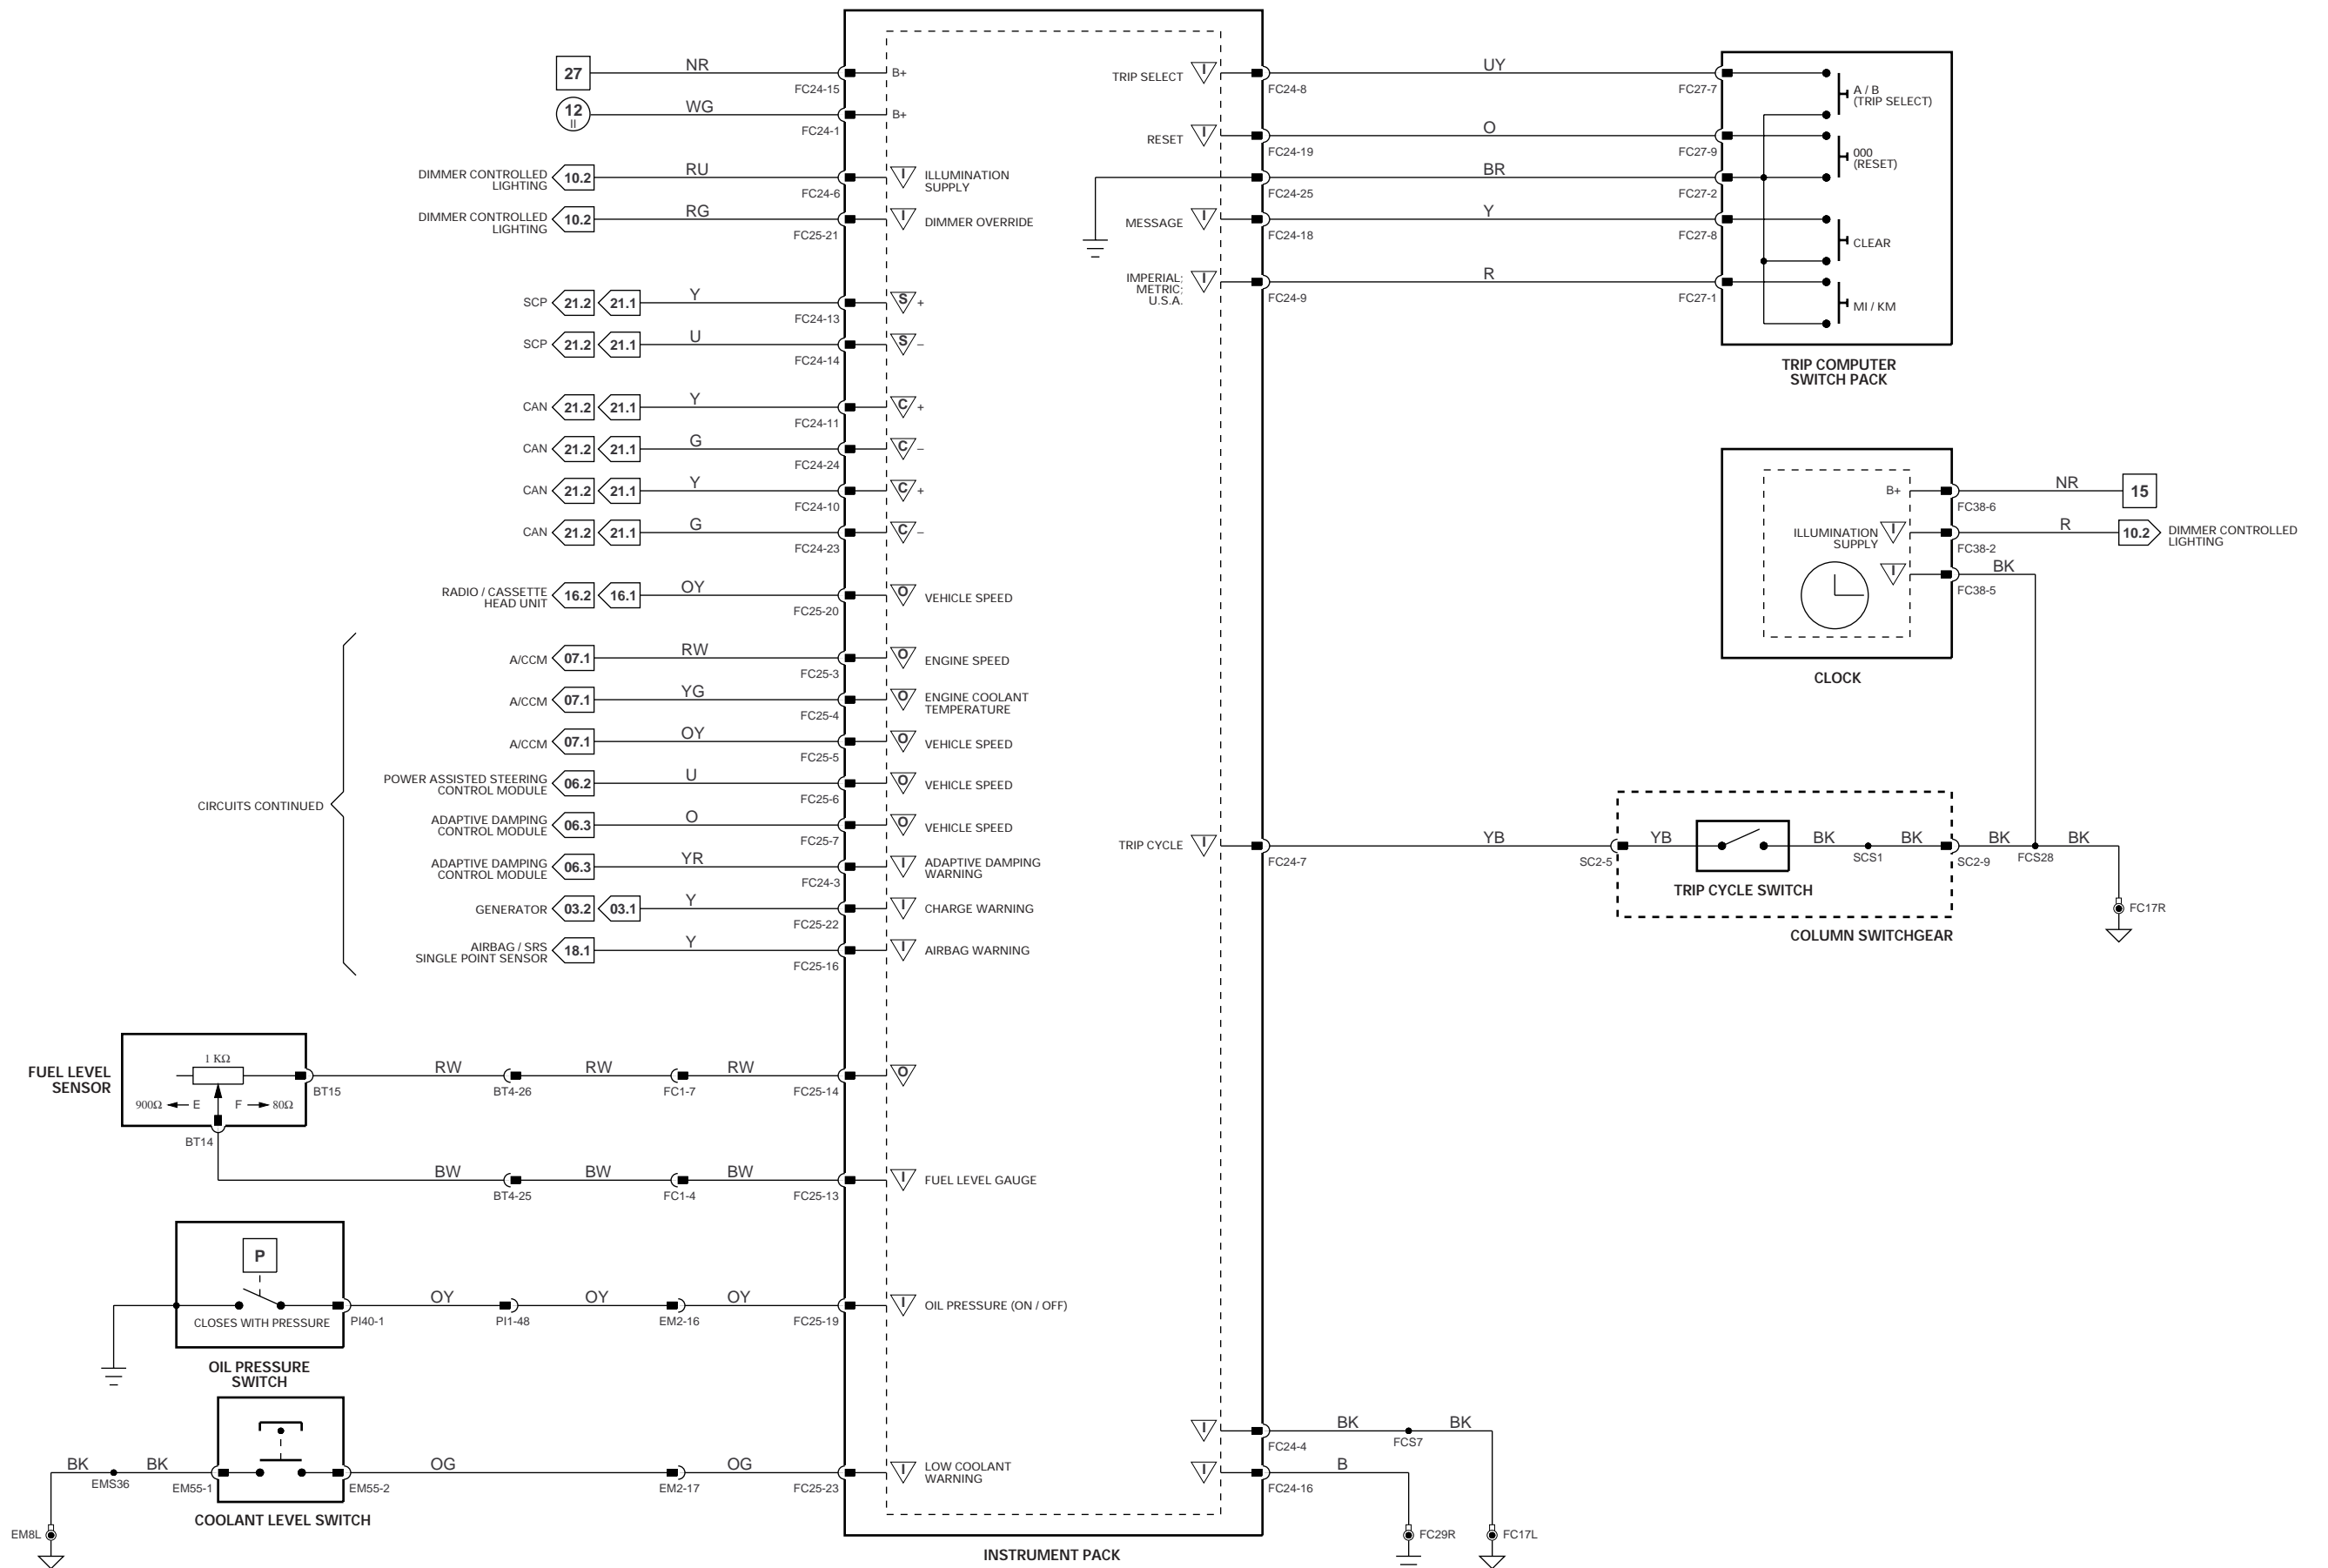 27
NR
FC24-15
B+
12
II
WG
FC24-1
B+
DIMMER CONTROLLED
LIGHTING
10.2
RU
FC24-6
I
ILLUMINATION
SUPPLY
DIMMER CONTROLLED
LIGHTING
10.2
RG
FC25-21
I
DIMMER OVERRIDE
SCP
21.2
21.1
Y
FC24-13
S
+
SCP
21.2
21.1
U
FC24-14
S
–
CAN
21.2
21.1
Y
FC24-11
C
+
CAN
21.2
21.1
G
FC24-24
C
–
CAN
21.2
21.1
Y
FC24-10
C
+
CAN
21.2
21.1
G
FC24-23
C
–
RADIO / CASSETTE
HEAD UNIT
16.2
16.1
OY
FC25-20
O
VEHICLE SPEED
CIRCUITS CONTINUED
A/CCM
07.1
RW
FC25-3
O
ENGINE SPEED
A/CCM
07.1
YG
FC25-4
O
ENGINE COOLANT
TEMPERATURE
A/CCM
07.1
OY
FC25-5
O
VEHICLE SPEED
POWER ASSISTED STEERING
CONTROL MODULE
06.2
U
FC25-6
O
VEHICLE SPEED
ADAPTIVE DAMPING
CONTROL MODULE
06.3
O
FC25-7
O
VEHICLE SPEED
ADAPTIVE DAMPING
CONTROL MODULE
06.3
YR
FC24-3
I
ADAPTIVE DAMPING
WARNING
GENERATOR
03.2
03.1
Y
FC25-22
I
CHARGE WARNING
AIRBAG / SRS
SINGLE POINT SENSOR
18.1
Y
FC25-16
I
AIRBAG WARNING
FUEL LEVEL
SENSOR
1 KΩ
900Ω
E
F
80Ω
BT15
BT14
RW
BT4-26
RW
FC1-7
RW
FC25-14
O
BW
BT4-25
BW
FC1-4
BW
FC25-13
I
FUEL LEVEL GAUGE
P
CLOSES WITH PRESSURE
OIL PRESSURE
SWITCH
PI40-1
OY
PI1-48
OY
EM2-16
OY
FC25-19
I
OIL PRESSURE (ON / OFF)
BK
EMS36
BK
EM55-1
EM8L
COOLANT LEVEL SWITCH
EM55-2
OG
EM2-17
OG
FC25-23
I
LOW COOLANT
WARNING
INSTRUMENT PACK
TRIP SELECT
I
FC24-8
UY
FC27-7
A / B
(TRIP SELECT)
RESET
I
FC24-19
O
FC27-9
000
(RESET)
FC24-25
BR
FC27-2
MESSAGE
I
FC24-18
Y
FC27-8
CLEAR
IMPERIAL;
METRIC;
U.S.A.
I
FC24-9
R
FC27-1
MI / KM
TRIP COMPUTER
SWITCH PACK
B+
FC38-6
NR
15
ILLUMINATION
SUPPLY
I
FC38-2
R
10.2
DIMMER CONTROLLED
LIGHTING
I
FC38-5
BK
CLOCK
TRIP CYCLE
I
FC24-7
YB
SC2-5
YB
TRIP CYCLE SWITCH
BK
SCS1
BK
SC2-9
BK
FCS28
BK
FC17R
COLUMN SWITCHGEAR
I
FC24-4
BK
FCS7
BK
I
FC24-16
B
FC29R
FC17L